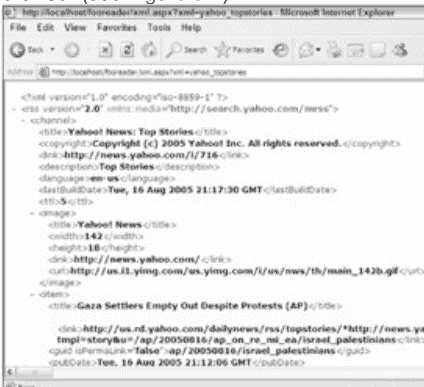 http://localhost/fooreader/xml.aspx?xml=yahoo_topstories - Microsoft Internet Explorer
File Edit View Favorites Tools Help
Back Search Favorites
Address http://localhost/fooreader/xml.aspx?xml=yahoo_topstories
<?xml version="1.0" encoding="iso-8859-1" ?>
- <rss version="2.0" xmlns:media="http://search.yahoo.com/mrss">
- <channel>
<title>Yahoo! News: Top Stories</title>
<copyright>Copyright (c) 2005 Yahoo! Inc. All rights reserved.</copyright>
<link>http://news.yahoo.com/i/716</link>
<description>Top Stories</description>
<language>en-us</language>
<lastBuildDate>Tue, 16 Aug 2005 21:17:30 GMT</lastBuildDate>
<ttl>5</ttl>
- <image>
<title>Yahoo! News</title>
<width>142</width>
<height>18</height>
<link>http://news.yahoo.com/</link>
<url>http://us.i1.yimg.com/us.yimg.com/i/us/nws/th/main_142b.gif</url>
</image>
- <item>
<title>Gaza Settlers Empty Out Despite Protests (AP)</title>
<link>http://us.rd.yahoo.com/dailynews/rss/topstories/*http://news.ya
tmpl=story&u=/ap/20050816/ap_on_re_mi_ea/israel_palestinians</link>
<guid isPermaLink="false">ap/20050816/israel_palestinians</guid>
<pubDate>Tue, 16 Aug 2005 21:12:06 GMT</pubDate>